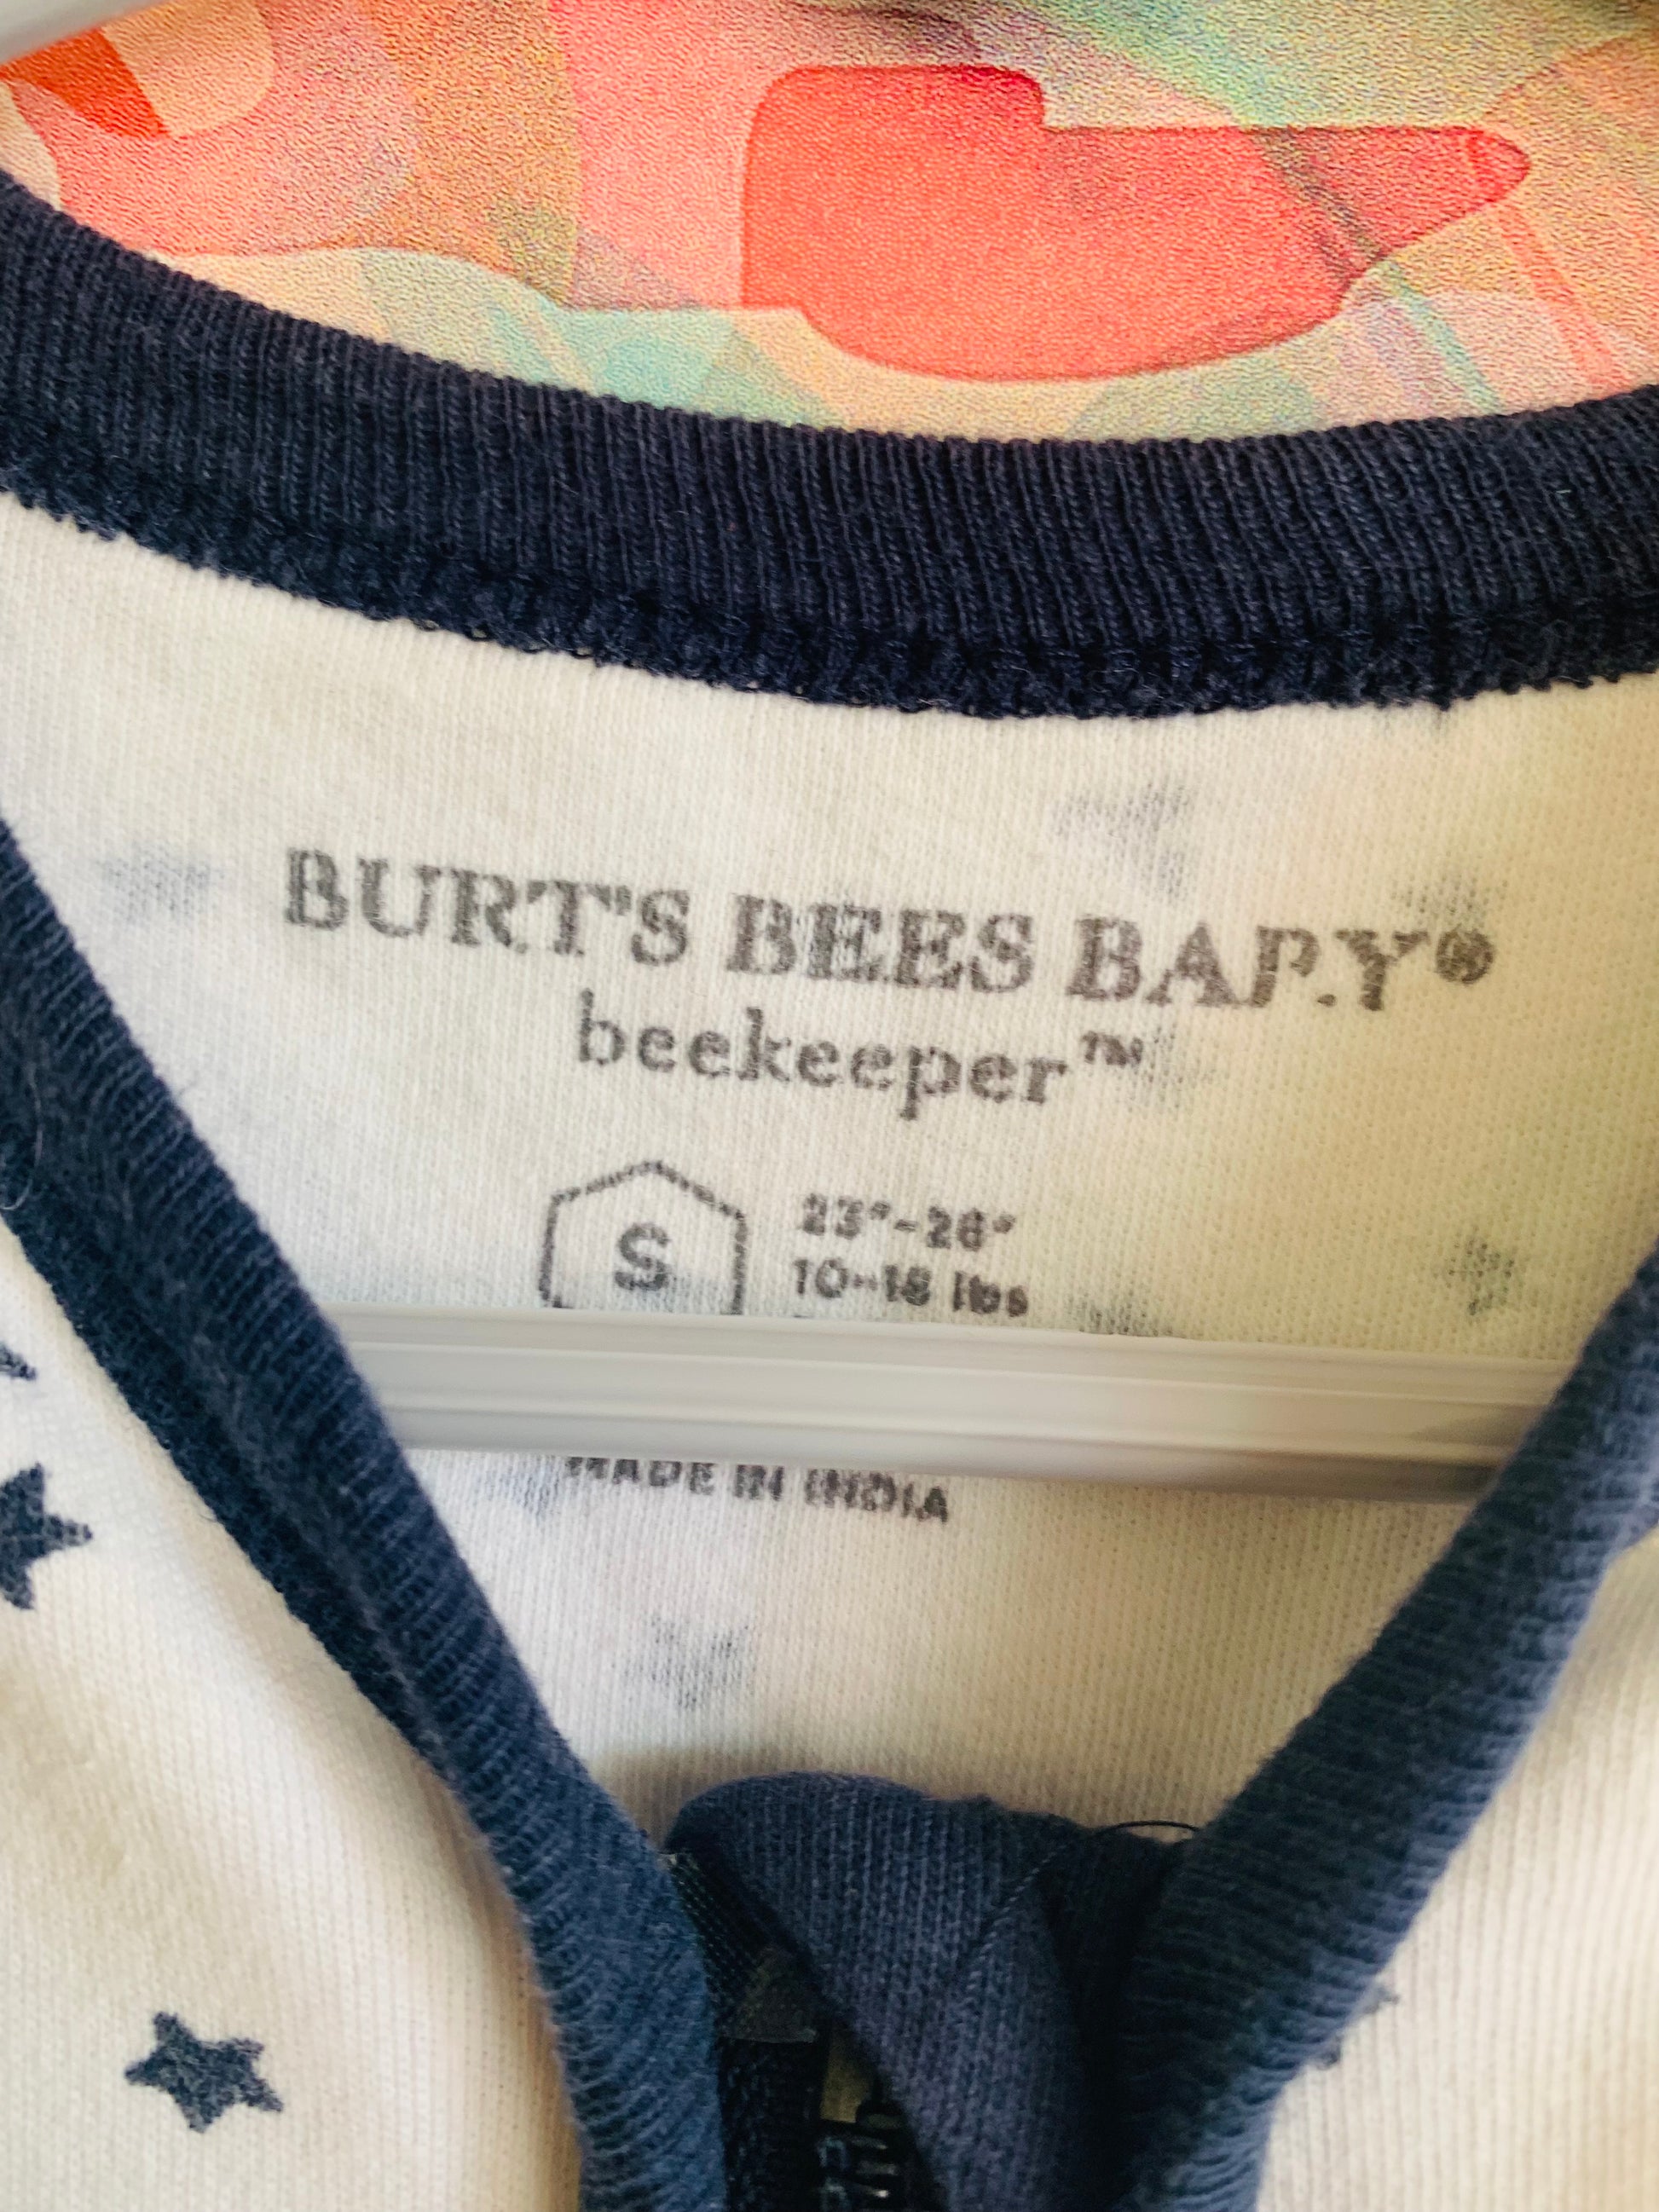 BURT'S BEES BABY®
beekeeper™
S
23"-26"
10-18 lbs
MADE IN INDIA